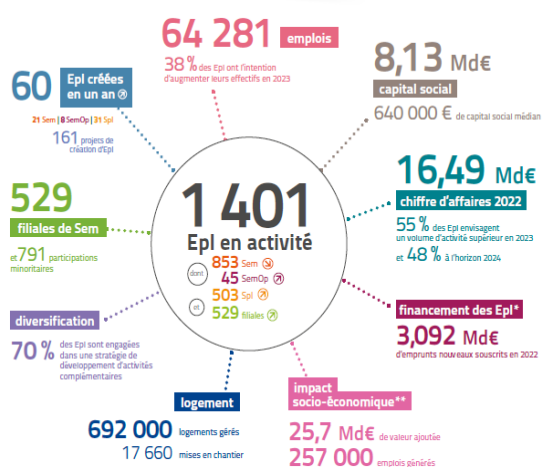 64 281 emplois
38 % des Epl ont l'intention
d'augmenter leurs effectifs en 2023
8,13 Md€
capital social
640 000 € de capital social médian
60 Epl créées
en un an
21 Sem | 8 SemOp | 31 Spl
161 projets de
création d'Epl
16,49 Md€
chiffre d'affaires 2022
55 % des Epl envisagent
un volume d'activité supérieur en 2023
et 48 % à l'horizon 2024
529
filiales de Sem
et 791 participations
minoritaires
1 401
Epl en activité
dont
853 Sem
45 SemOp
503 Spl
et
529 filiales
financement des Epl*
3,092 Md€
d'emprunts nouveaux souscrits en 2022
diversification
70 % des Epl sont engagées
dans une stratégie de
développement d'activités
complémentaires
logement
692 000 logements gérés
17 660 mises en chantier
impact
socio-économique**
25,7 Md€ de valeur ajoutée
257 000 emplois générés